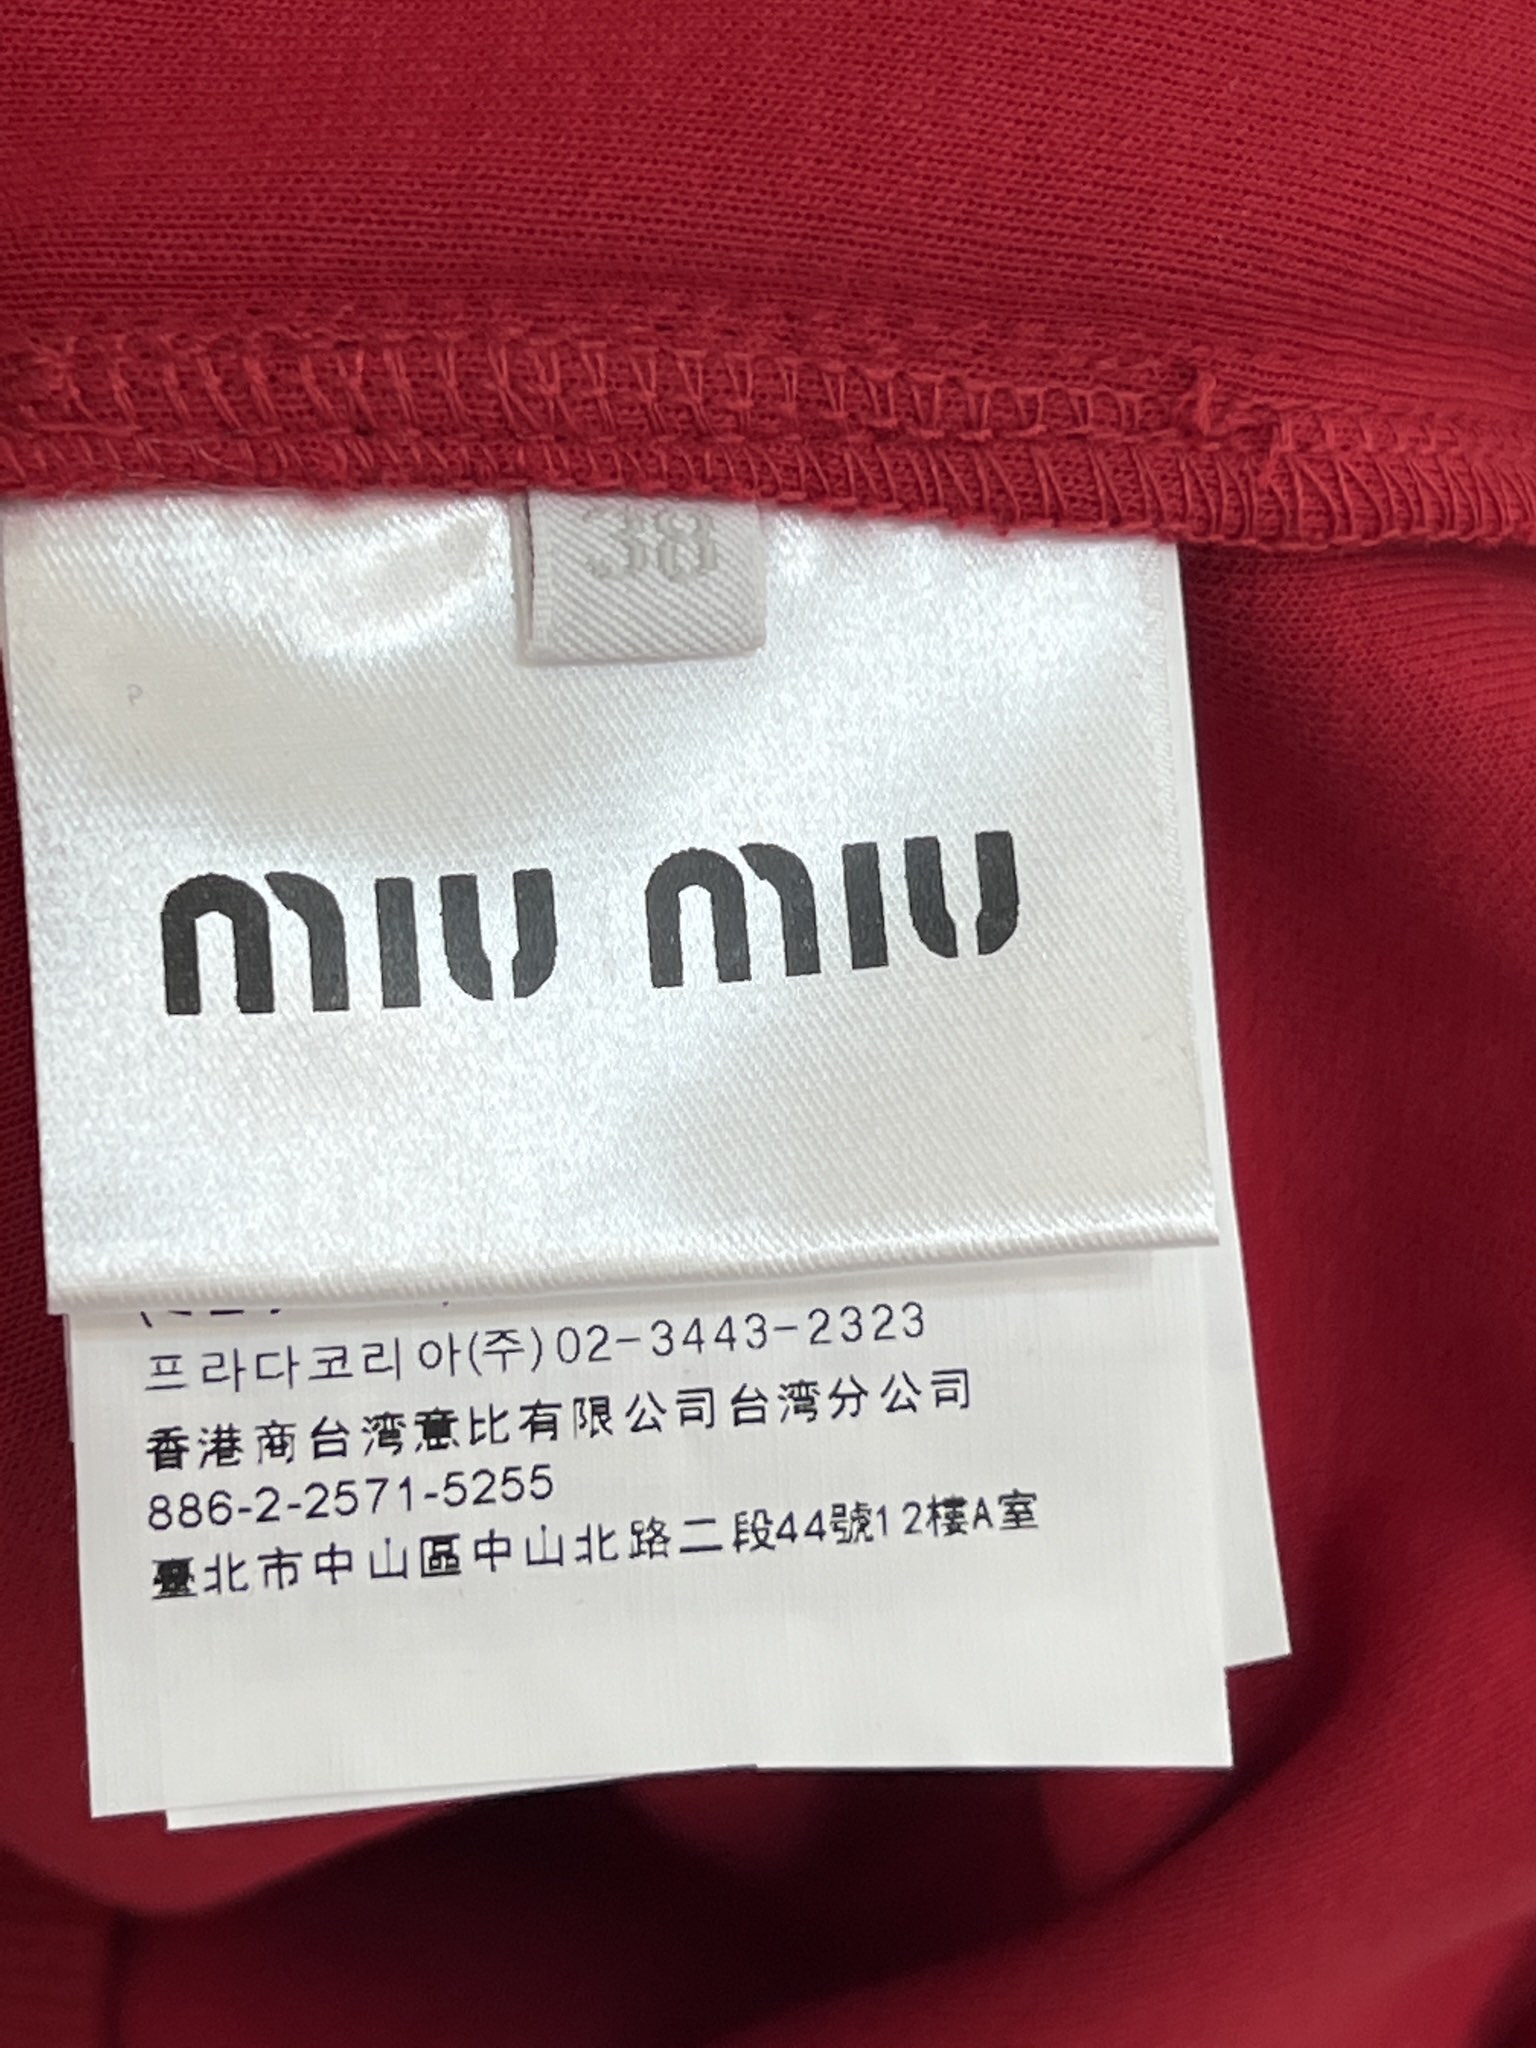 38
MIU MIU
프라다코리아(주)02-3443-2323
香港商台湾意比有限公司台湾分公司
886-2-2571-5255
臺北市中山區中山北路二段44號12樓A室